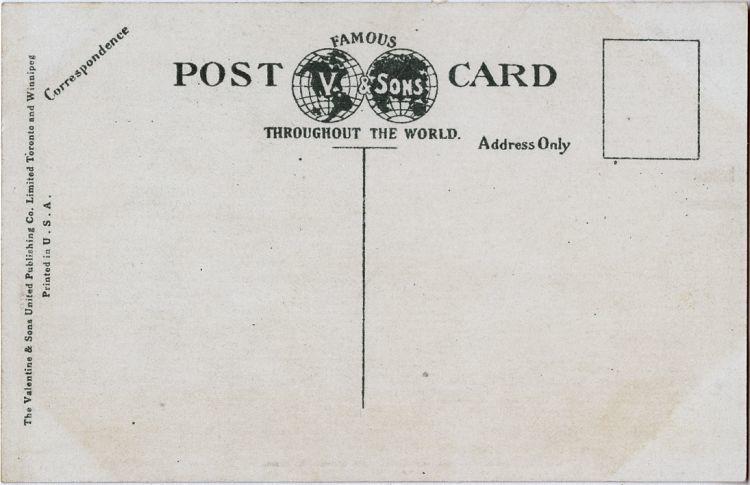 FAMOUS
POST V. & SONS CARD
THROUGHOUT THE WORLD.
Correspondence
Address Only
The Valentine & Sons United Publishing Co. Limited Toronto and Winnipeg
Printed in U. S. A.